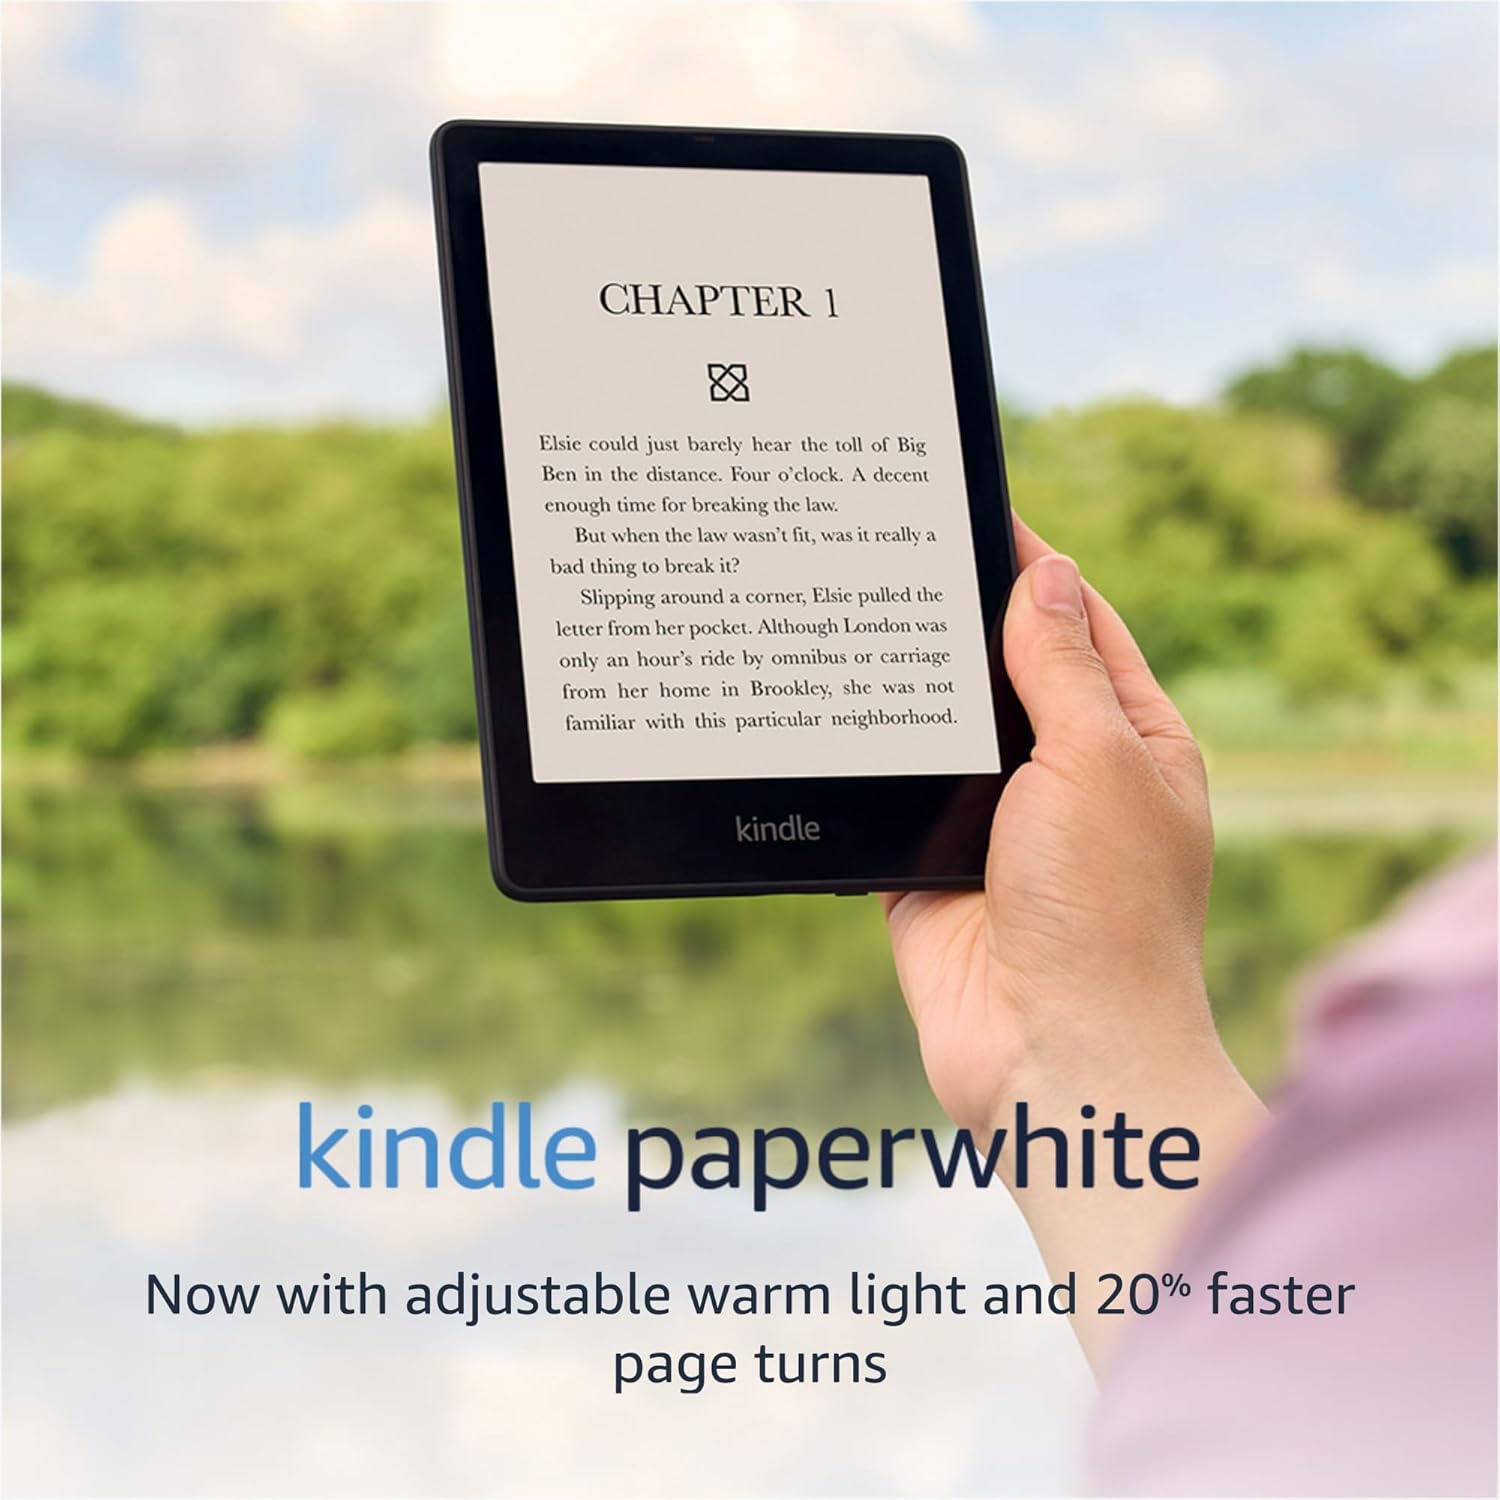 CHAPTER 1
Elsie could just barely hear the toll of Big
Ben in the distance. Four o’clock. A decent
enough time for breaking the law.
But when the law wasn’t fit, was it really a
bad thing to break it?
Slipping around a corner, Elsie pulled the
letter from her pocket. Although London was
only an hour’s ride by omnibus or carriage
from her home in Brookley, she was not
familiar with this particular neighborhood.
kindle
kindle paperwhite
Now with adjustable warm light and 20% faster
page turns